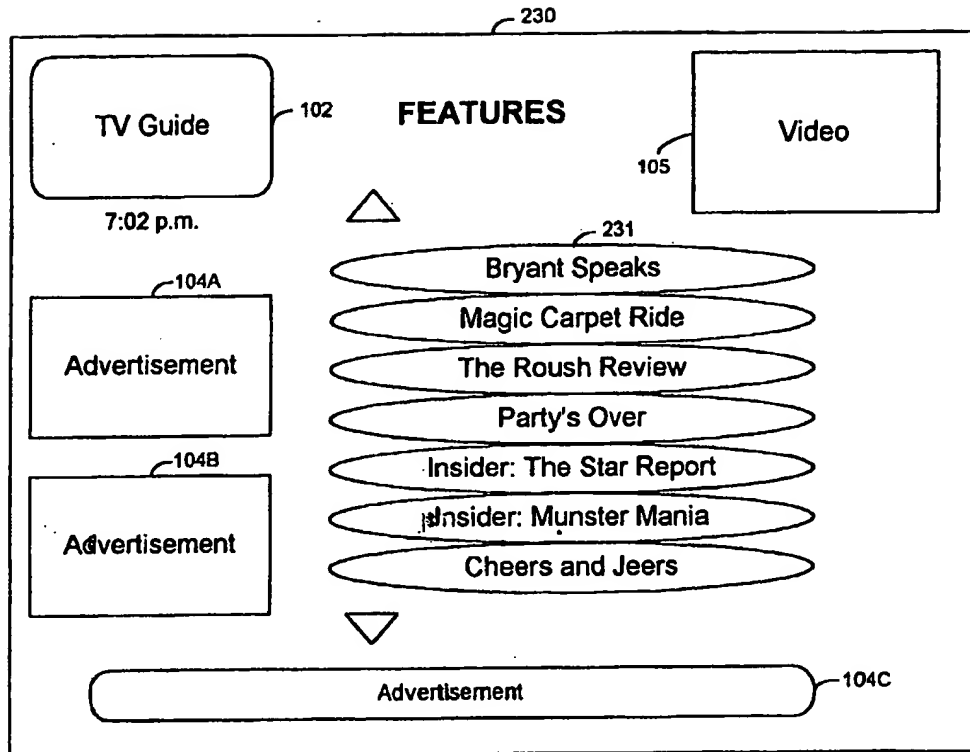 230
TV Guide
102
FEATURES
Video
105
7:02 p.m.
231
Bryant Speaks
104A
Magic Carpet Ride
Advertisement
The Roush Review
Party's Over
104B
Insider: The Star Report
Advertisement
Insider: Munster Mania
Cheers and Jeers
Advertisement
104C